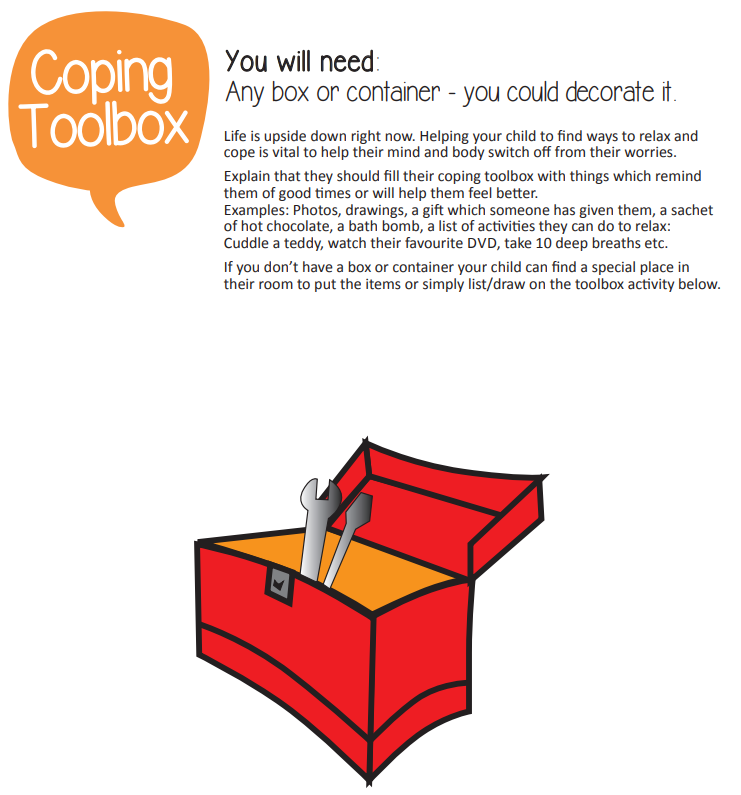 Coping
Toolbox
You will need:
Any box or container - you could decorate it.
Life is upside down right now. Helping your child to find ways to relax and
cope is vital to help their mind and body switch off from their worries.
Explain that they should fill their coping toolbox with things which remind
them of good times or will help them feel better.
Examples: Photos, drawings, a gift which someone has given them, a sachet
of hot chocolate, a bath bomb, a list of activities they can do to relax:
Cuddle a teddy, watch their favourite DVD, take 10 deep breaths etc.
If you don’t have a box or container your child can find a special place in
their room to put the items or simply list/draw on the toolbox activity below.